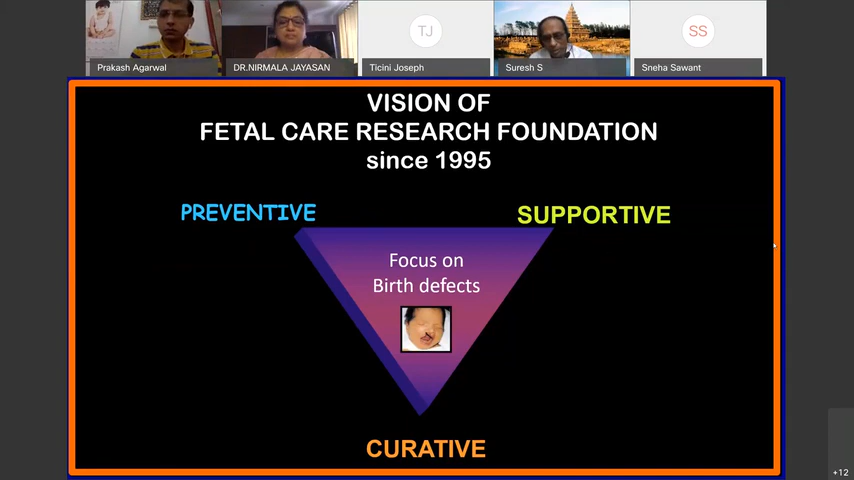 TJ
SS
Prakash Agarwal
DR.NIRMALA JAYASAN
Ticini Joseph
Suresh S
Sneha Sawant
VISION OF
FETAL CARE RESEARCH FOUNDATION
since 1995
PREVENTIVE
SUPPORTIVE
Focus on
Birth defects
CURATIVE
+12